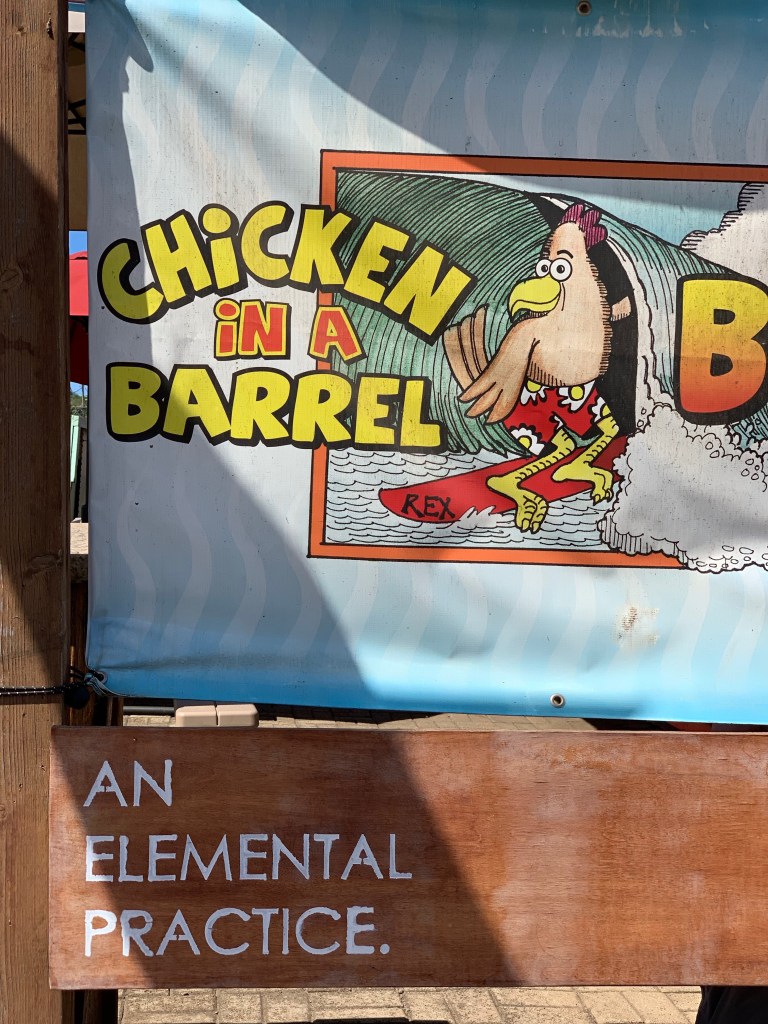 CHiCKEN
iN A
BARREL
B
REX
AN
ELEMENTAL
PRACTICE.